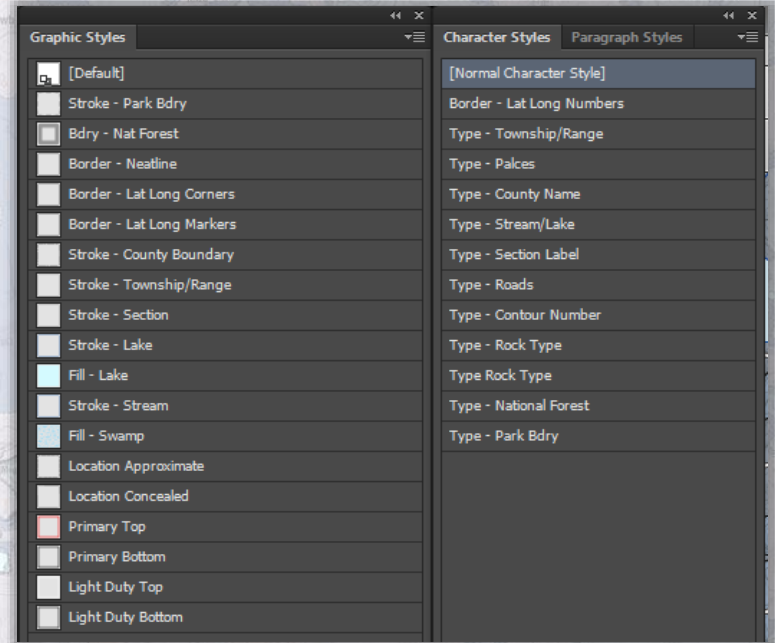 Graphic Styles
[Default]
Stroke - Park Bdry
Bdry - Nat Forest
Border - Neatline
Border - Lat Long Corners
Border - Lat Long Markers
Stroke - County Boundary
Stroke - Township/Range
Stroke - Section
Stroke - Lake
Fill - Lake
Stroke - Stream
Fill - Swamp
Location Approximate
Location Concealed
Primary Top
Primary Bottom
Light Duty Top
Light Duty Bottom
Character Styles Paragraph Styles
[Normal Character Style]
Border - Lat Long Numbers
Type - Township/Range
Type - Palces
Type - County Name
Type - Stream/Lake
Type - Section Label
Type - Roads
Type - Contour Number
Type - Rock Type
Type Rock Type
Type - National Forest
Type - Park Bdry